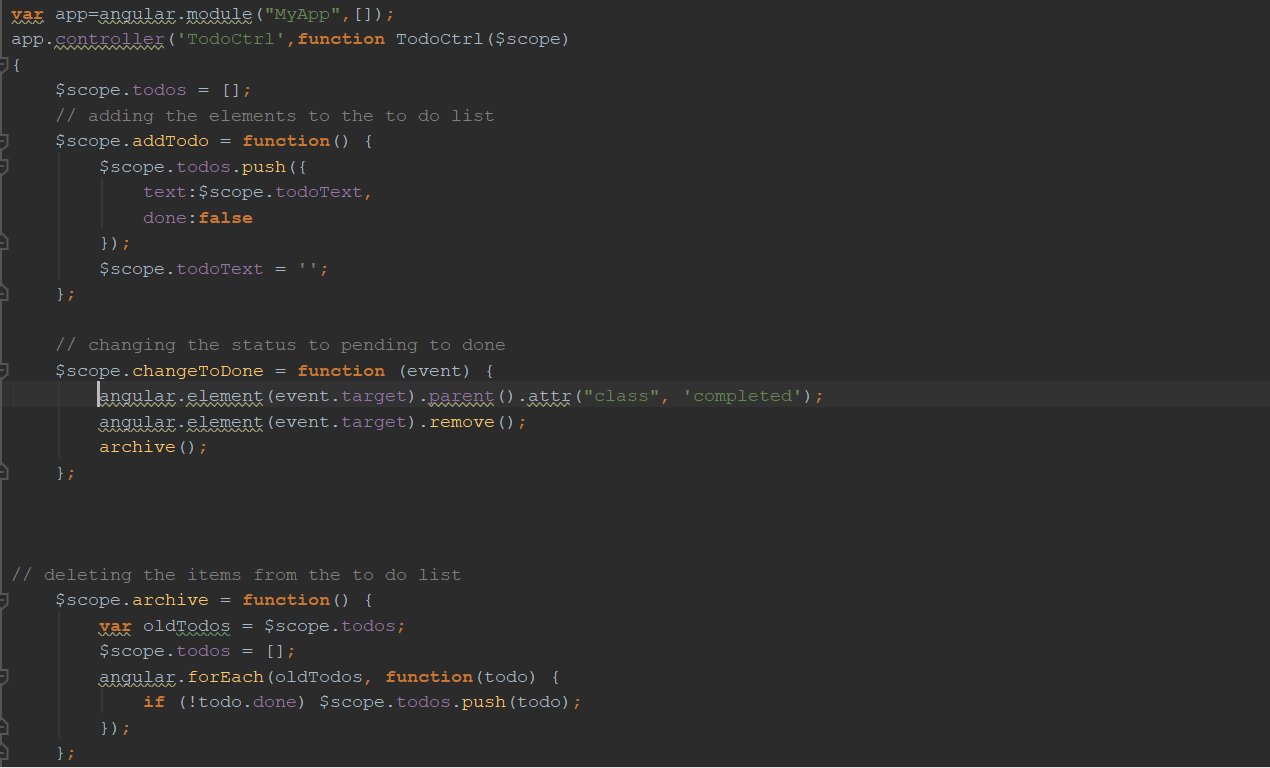 var app=angular.module("MyApp",[]);
app.controller('TodoCtrl',function TodoCtrl($scope)
{
    $scope.todos = [];
    // adding the elements to the to do list
    $scope.addTodo = function() {
        $scope.todos.push({
            text:$scope.todoText,
            done:false
        });
        $scope.todoText = '';
    };

    // changing the status to pending to done
    $scope.changeToDone = function (event) {
        angular.element(event.target).parent().attr("class", 'completed');
        angular.element(event.target).remove();
        archive();
    };

// deleting the items from the to do list
    $scope.archive = function() {
        var oldTodos = $scope.todos;
        $scope.todos = [];
        angular.forEach(oldTodos, function(todo) {
            if (!todo.done) $scope.todos.push(todo);
        });
    };